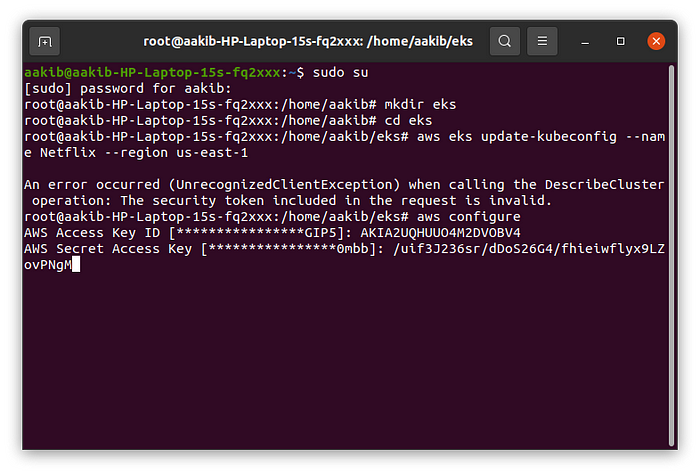 root@aakib-HP-Laptop-15s-fq2xxx: /home/aakib/eks
aakib@aakib-HP-Laptop-15s-fq2xxx:~$ sudo su
[sudo] password for aakib:
root@aakib-HP-Laptop-15s-fq2xxx:/home/aakib# mkdir eks
root@aakib-HP-Laptop-15s-fq2xxx:/home/aakib# cd eks
root@aakib-HP-Laptop-15s-fq2xxx:/home/aakib/eks# aws eks update-kubeconfig --nam
e Netflix --region us-east-1
An error occurred (UnrecognizedClientException) when calling the DescribeCluster
 operation: The security token included in the request is invalid.
root@aakib-HP-Laptop-15s-fq2xxx:/home/aakib/eks# aws configure
AWS Access Key ID [****************GIP5]: AKIA2UQHUUO4M2DVOBV4
AWS Secret Access Key [****************0mbb]: /uif3J236sr/dDoS26G4/fhieiwflyx9LZ
ovPNgM